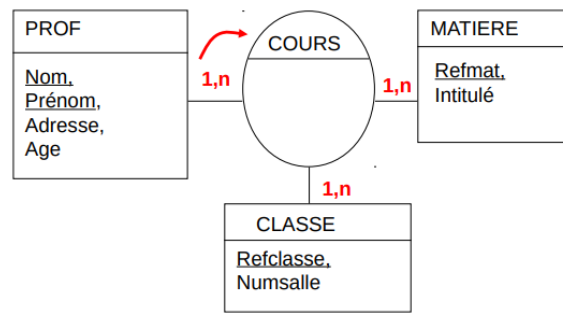 PROF
Nom,
Prénom,
Adresse,
Age
1,n
COURS
1,n
MATIERE
Refmat,
Intitulé
1,n
CLASSE
Refclasse,
Numsalle